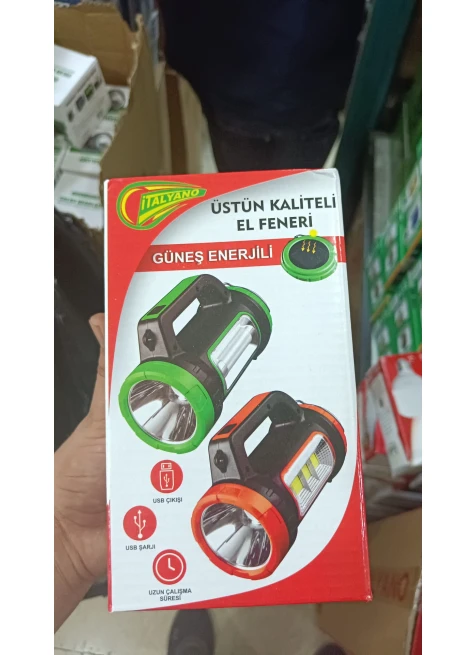 İTALYANO
ÜSTÜN KALİTELİ
EL FENERİ
GÜNEŞ ENERJİLİ
USB ÇIKIŞI
USB ŞARJI
UZUN ÇALIŞMA
SÜRESİ